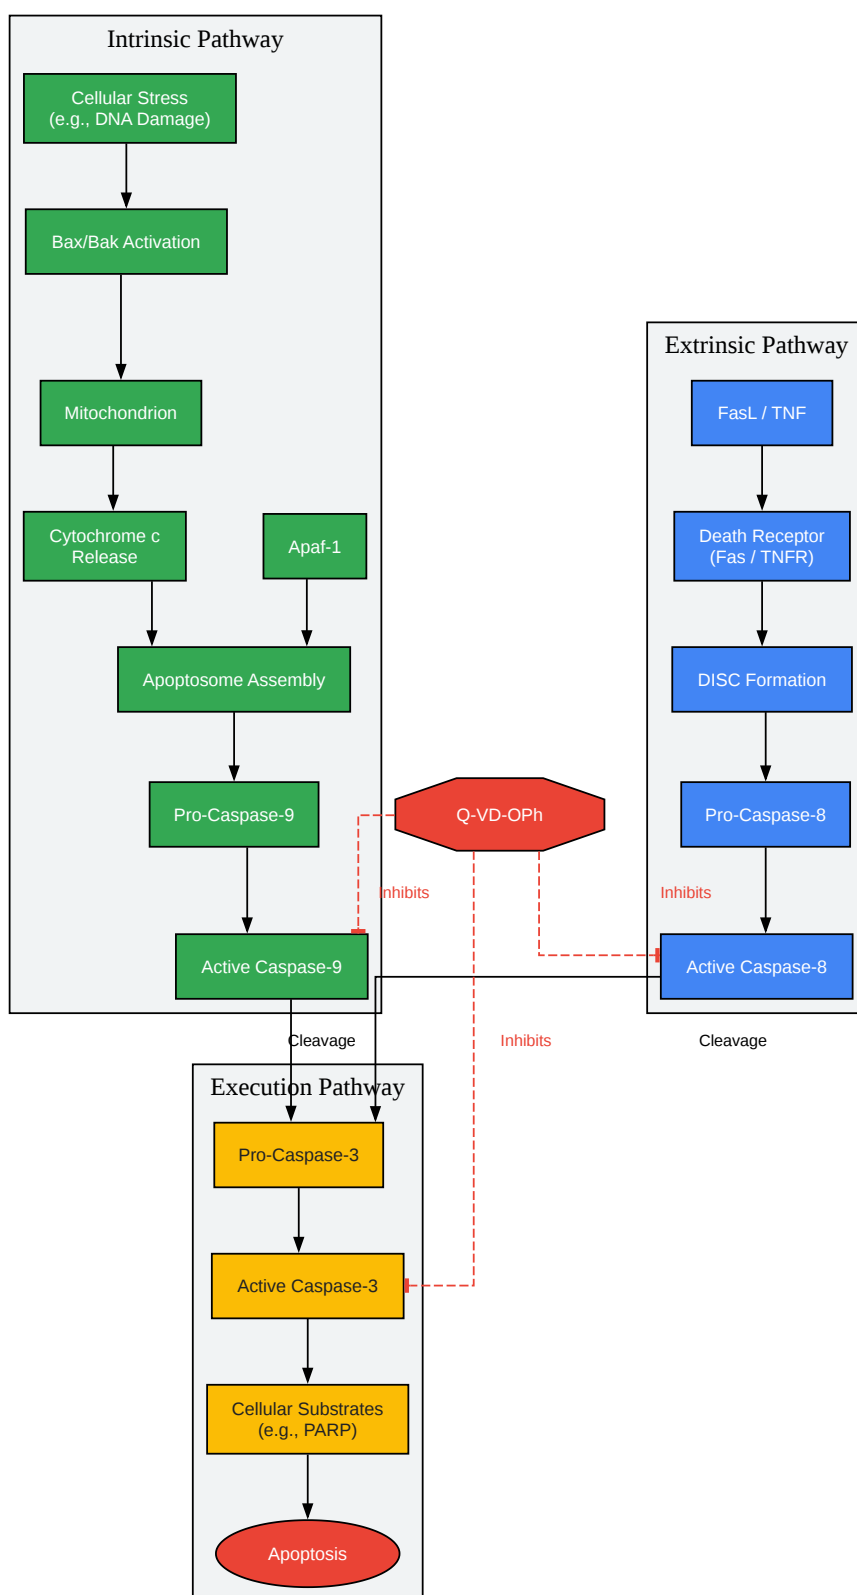 Intrinsic Pathway
Cellular Stress
(e.g., DNA Damage)
Bax/Bak Activation
Mitochondrion
Cytochrome c
Release
Apaf-1
Apoptosome Assembly
Pro-Caspase-9
Active Caspase-9
Extrinsic Pathway
FasL / TNF
Death Receptor
(Fas / TNFR)
DISC Formation
Pro-Caspase-8
Active Caspase-8
Q-VD-OPh
Inhibits
Inhibits
Inhibits
Cleavage
Cleavage
Execution Pathway
Pro-Caspase-3
Active Caspase-3
Cellular Substrates
(e.g., PARP)
Apoptosis